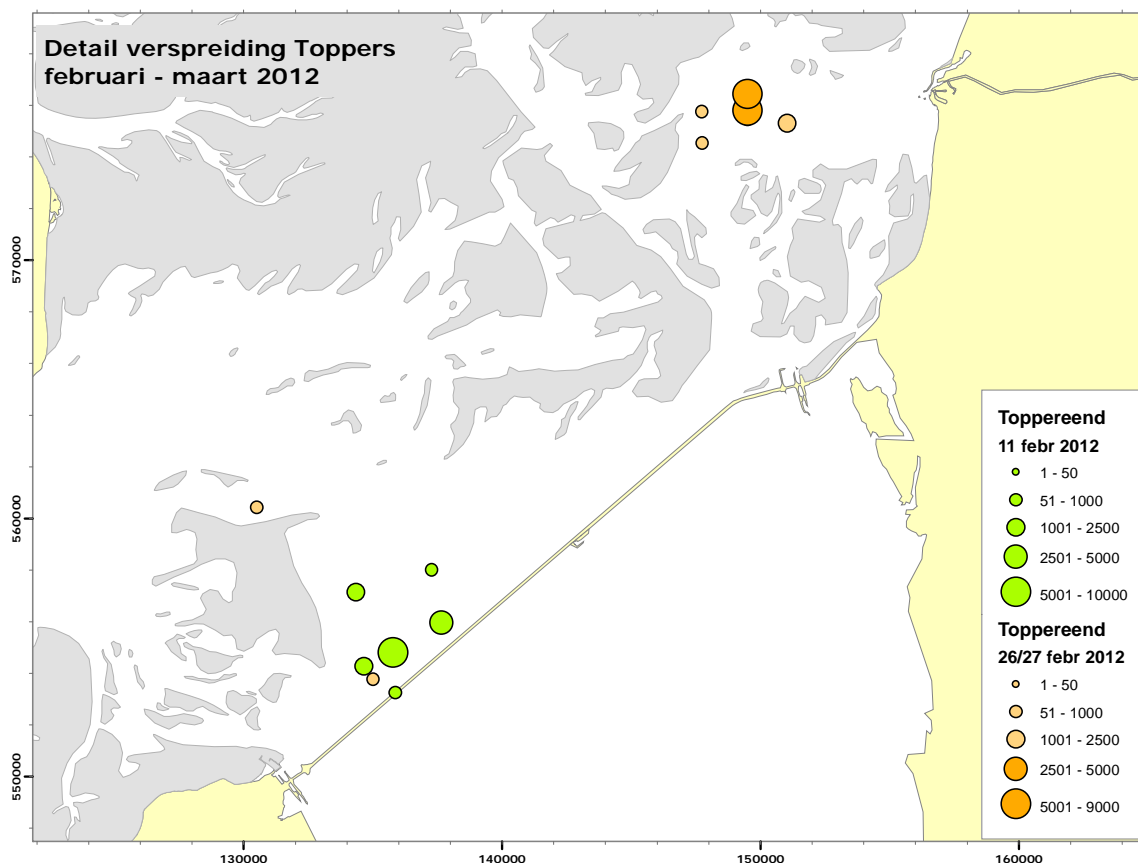 Detail verspreiding Toppers
februari - maart 2012
570000
560000
550000
130000
140000
150000
160000
Toppereend
11 febr 2012
1 - 50
51 - 1000
1001 - 2500
2501 - 5000
5001 - 10000
Toppereend
26/27 febr 2012
1 - 50
51 - 1000
1001 - 2500
2501 - 5000
5001 - 9000